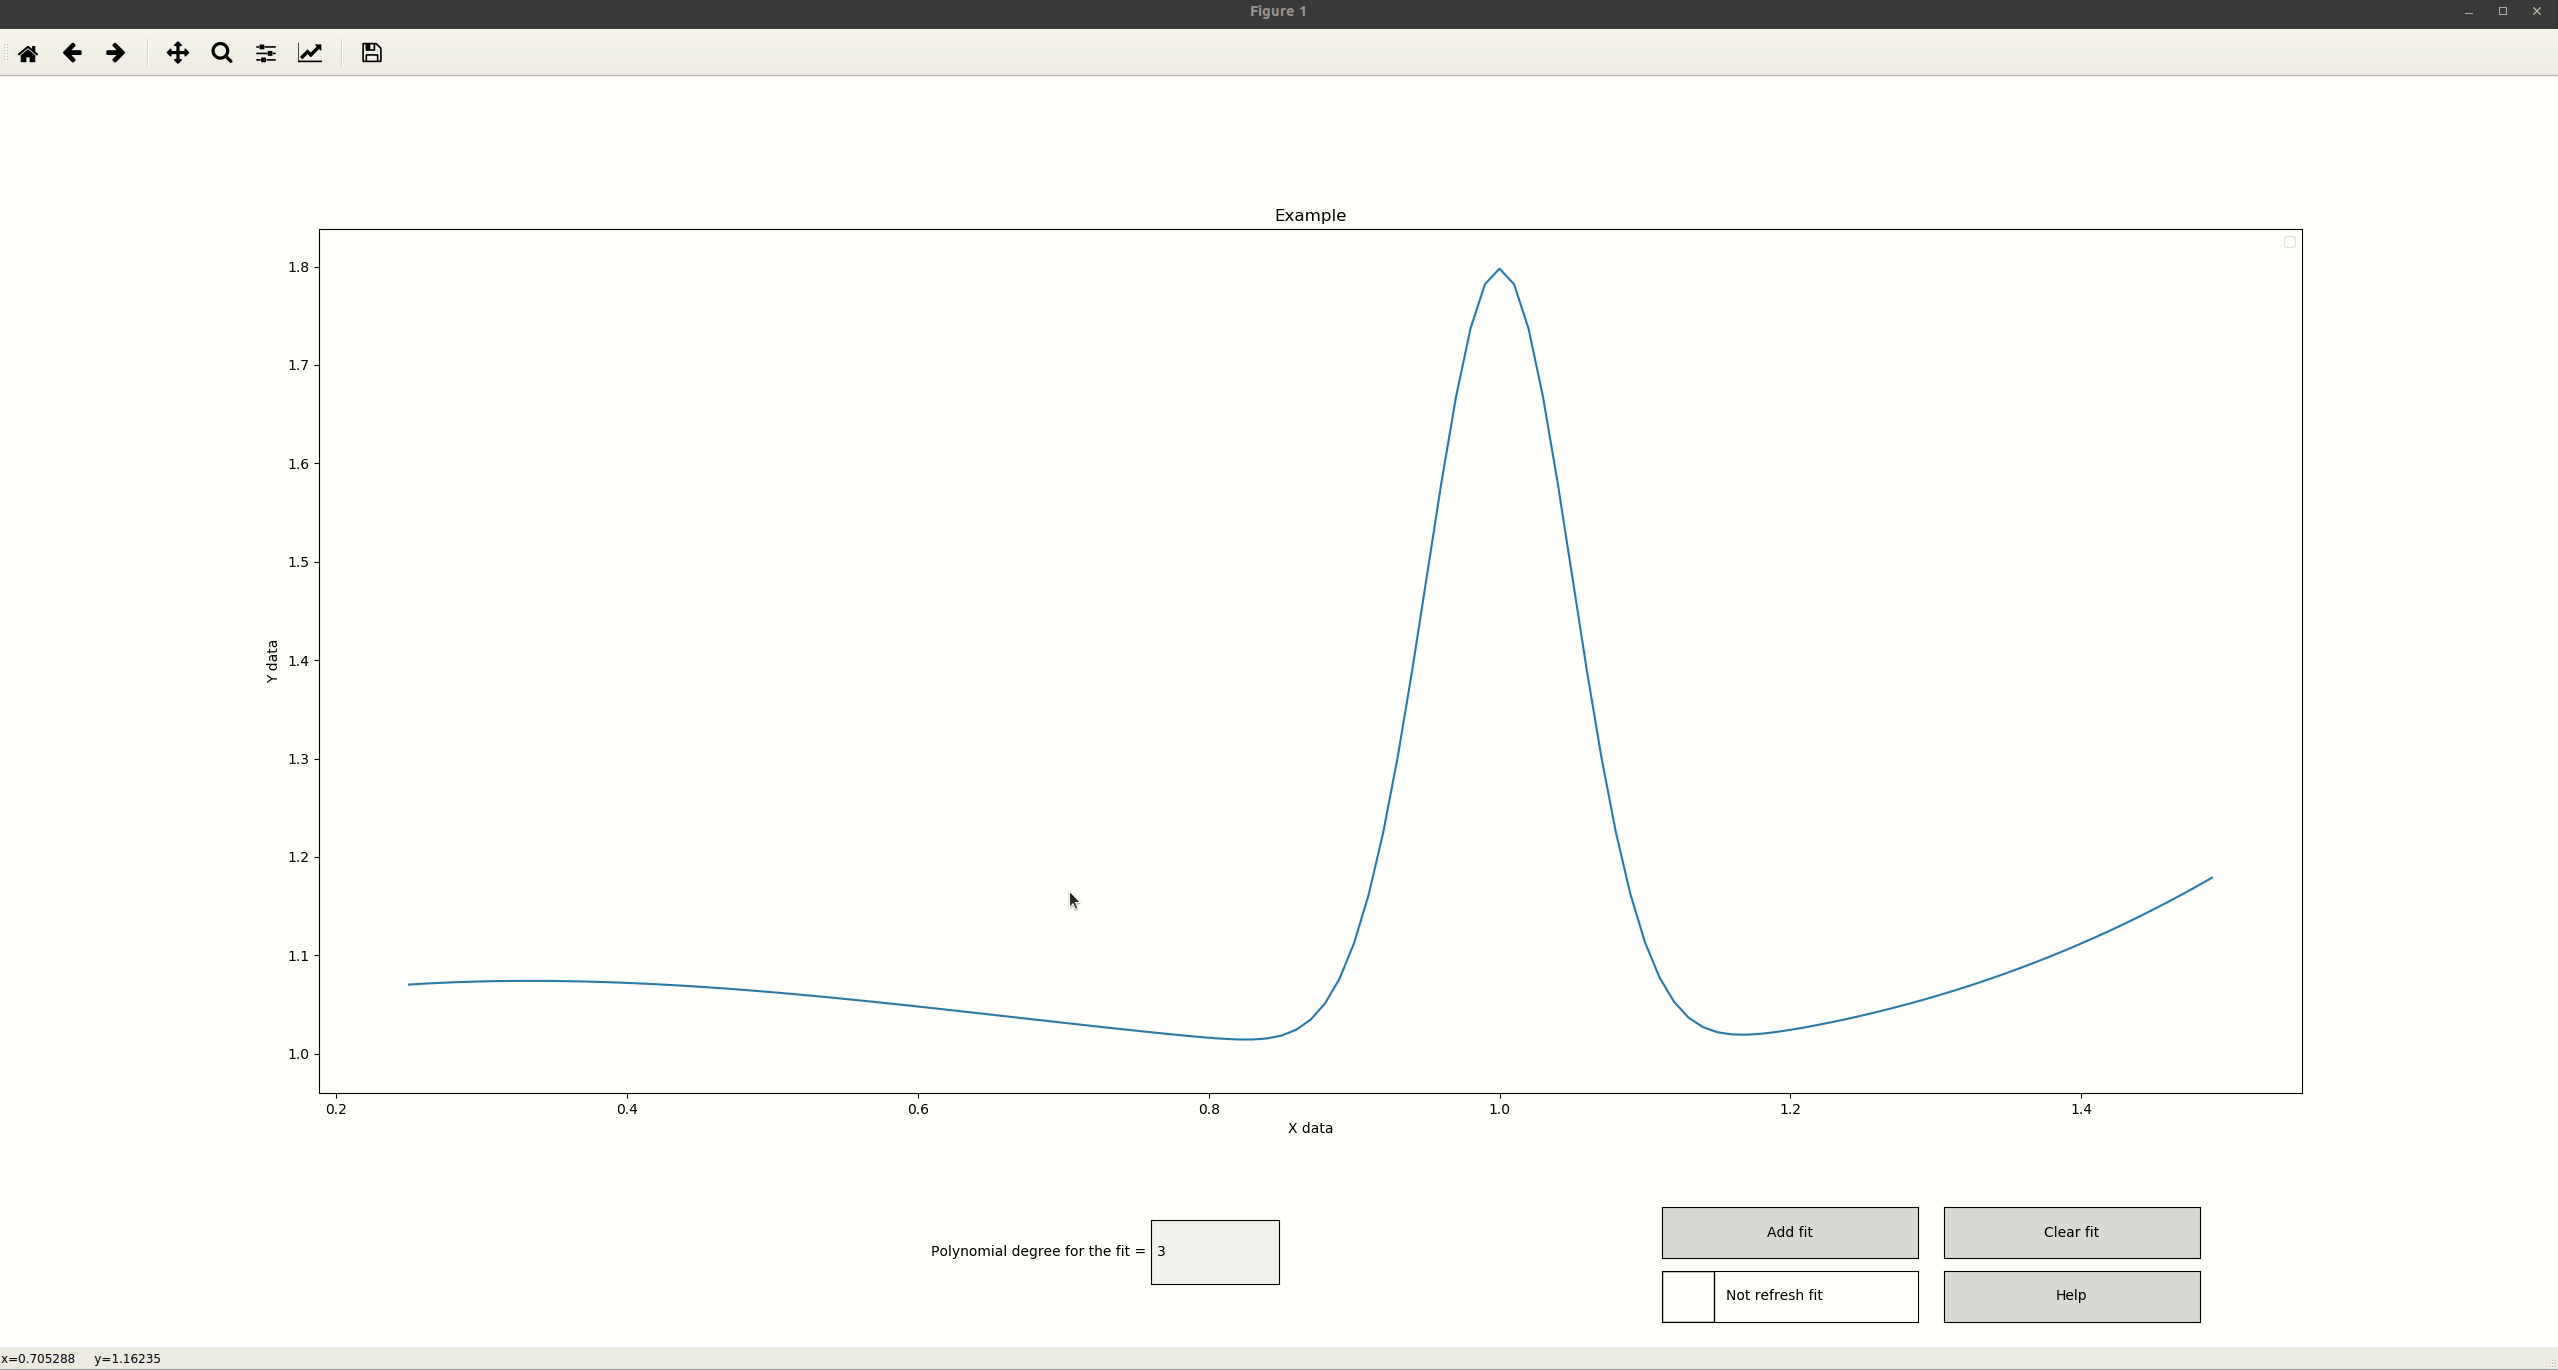 Figure 1
Example
1.8
1.7
1.6
1.5
1.4
1.3
1.2
1.1
1.0
Y data
0.2 0.4 0.6 0.8 1.0 1.2 1.4
X data
Polynomial degree for the fit = 3
Add fit Clear fit
Not refresh fit Help
x=0.705288 y=1.16235